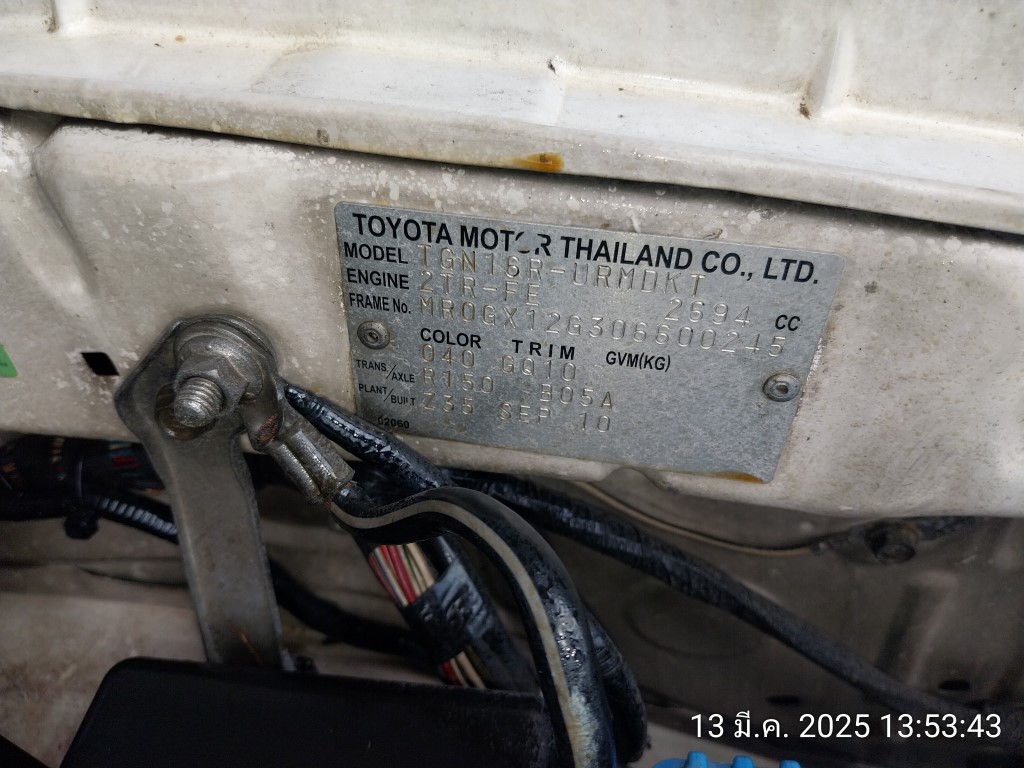 TOYOTA MOTOR THAILAND CO., LTD.
MODEL TGN16R-URMDKT
ENGINE 2TR-FE 2694 CC
FRAME No. MR0GX12G306600245
COLOR TRIM GVM(KG)
040 GQ10
TRANS/AXLE R150 B05A
PLANT/BUILT Z35 SEP 10
02060
13 มี.ค. 2025 13:53:43